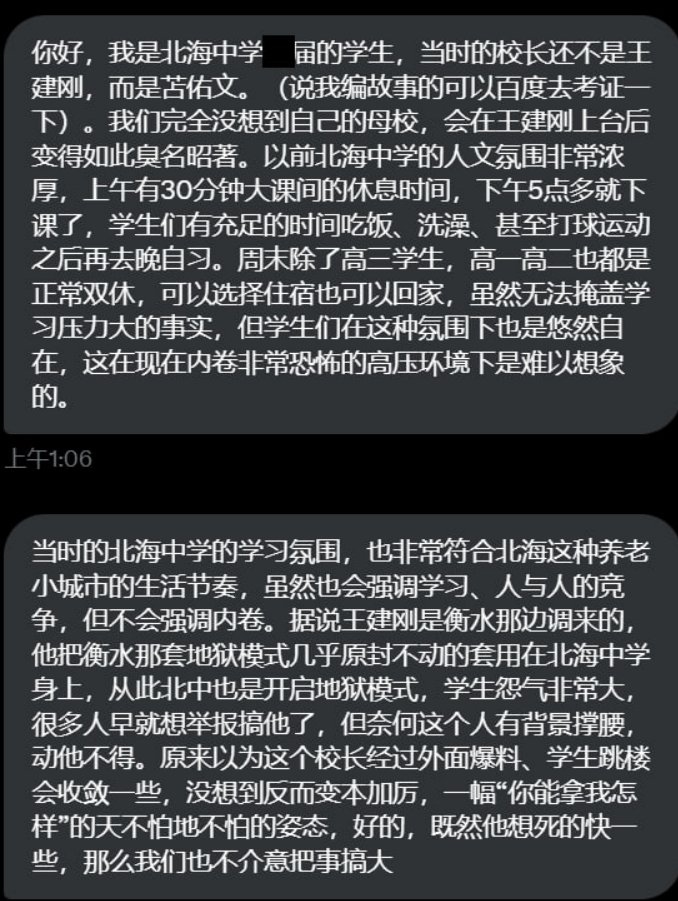 你好，我是北海中学 届的学生，当时的校长还不是王
建刚，而是苫佑文。（说我编故事的可以百度去考证一
下）。我们完全没想到自己的母校，会在王建刚上台后
变得如此臭名昭著。以前北海中学的人文氛围非常浓
厚，上午有30分钟大课间的休息时间，下午5点多就下
课了，学生们有充足的时间吃饭、洗澡、甚至打球运动
之后再去晚自习。周末除了高三学生，高一高二也都是
正常双休，可以选择住宿也可以回家，虽然无法掩盖学
习压力大的事实，但学生们在这种氛围下也是悠然自
在，这在现在内卷非常恐怖的高压环境下是难以想象
的。
上午1:06
当时的北海中学的学习氛围，也非常符合北海这种养老
小城市的生活节奏，虽然也会强调学习、人与人的竞
争，但不会强调内卷。据说王建刚是衡水那边调来的，
他把衡水那套地狱模式几乎原封不动的套用在北海中学
身上，从此北中也是开启地狱模式，学生怨气非常大，
很多人早就想举报搞他了，但奈何这个人有背景撑腰，
动他不得。原来以为这个校长经过外面爆料、学生跳楼
会收敛一些，没想到反而变本加厉，一幅“你能拿我怎
样”的天不怕地不怕的姿态，好的，既然他想死的快一
些，那么我们也不介意把事搞大